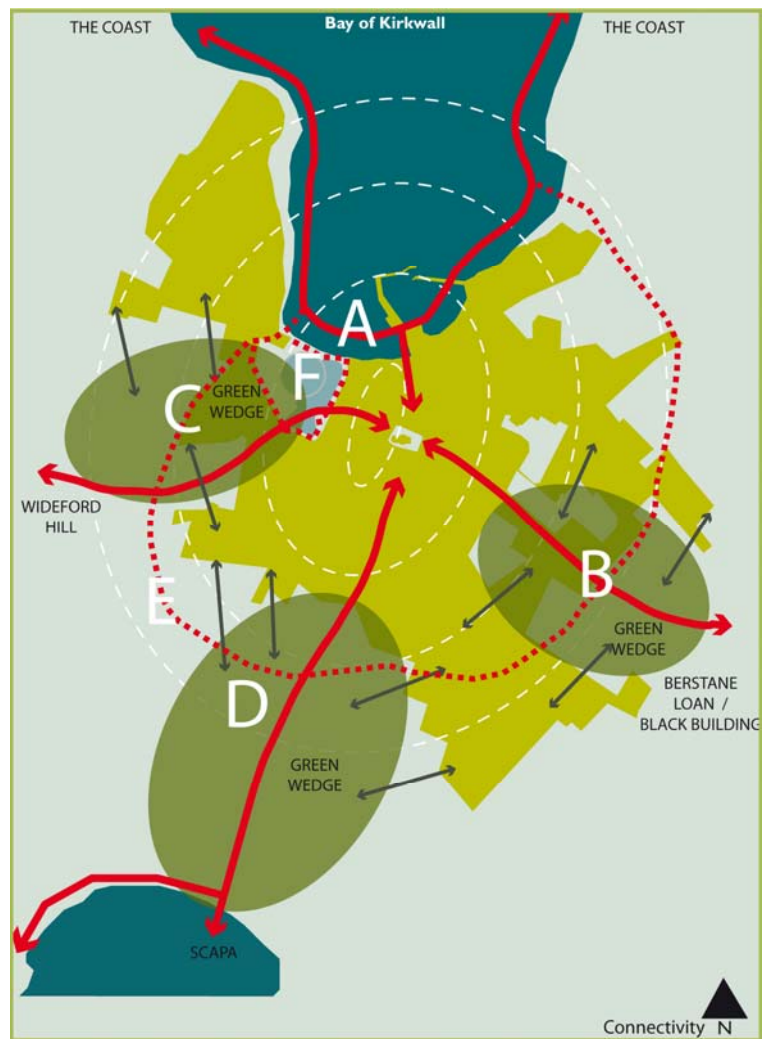 THE COAST
Bay of Kirkwall
THE COAST
A
F
C
GREEN
WEDGE
WIDEFORD
HILL
B
E
GREEN
WEDGE
D
BERSTANE
LOAN /
BLACK BUILDING
GREEN
WEDGE
SCAPA
Connectivity N